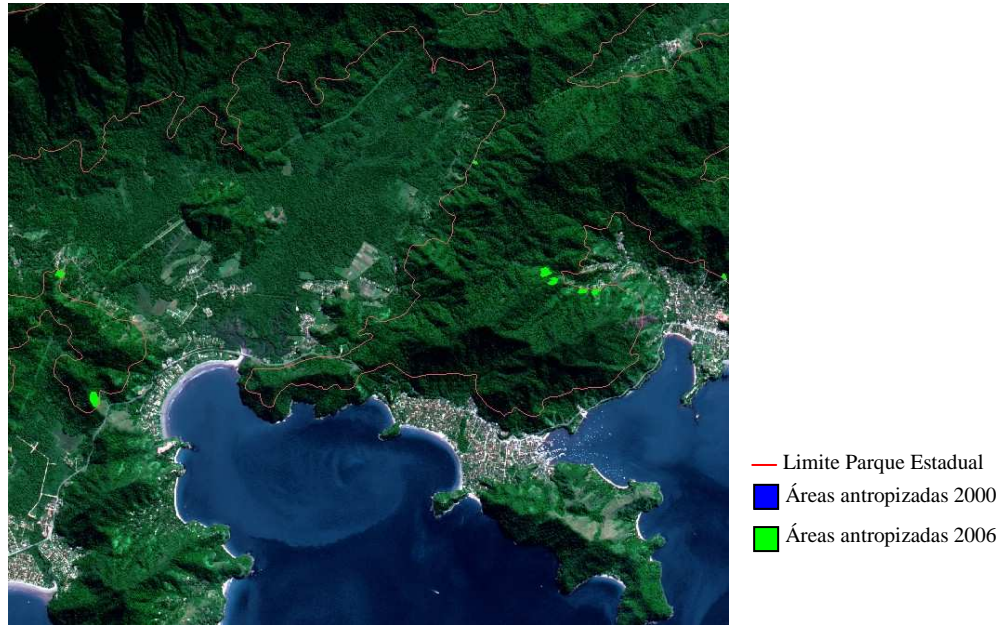 Limite Parque Estadual
Áreas antropizadas 2000
Áreas antropizadas 2006